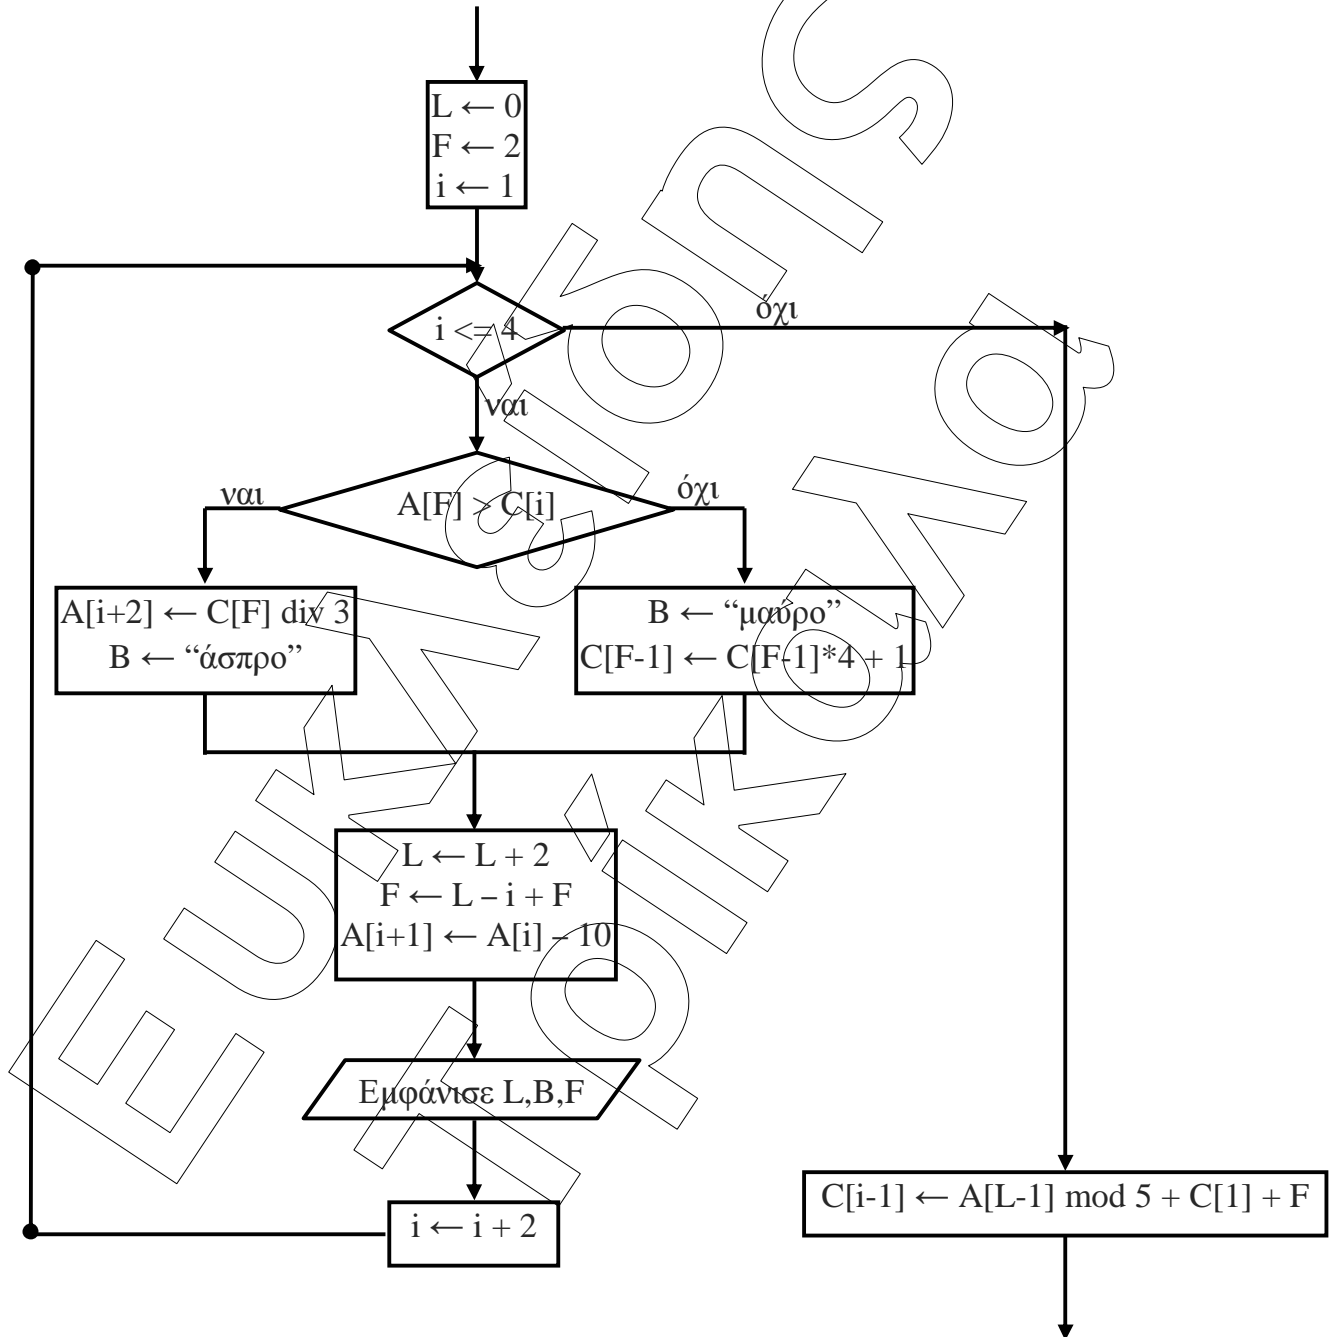 L ← 0
F ← 2
i ← 1
i <= 4
όχι
ναι
A[F] > C[i]
ναι
όχι
A[i+2] ← C[F] div 3
B ← “άσπρο”
B ← “μαύρο”
C[F-1] ← C[F-1]*4 + 1
L ← L + 2
F ← L – i + F
A[i+1] ← A[i] – 10
Εμφάνισε L,B,F
i ← i + 2
C[i-1] ← A[L-1] mod 5 + C[1] + F